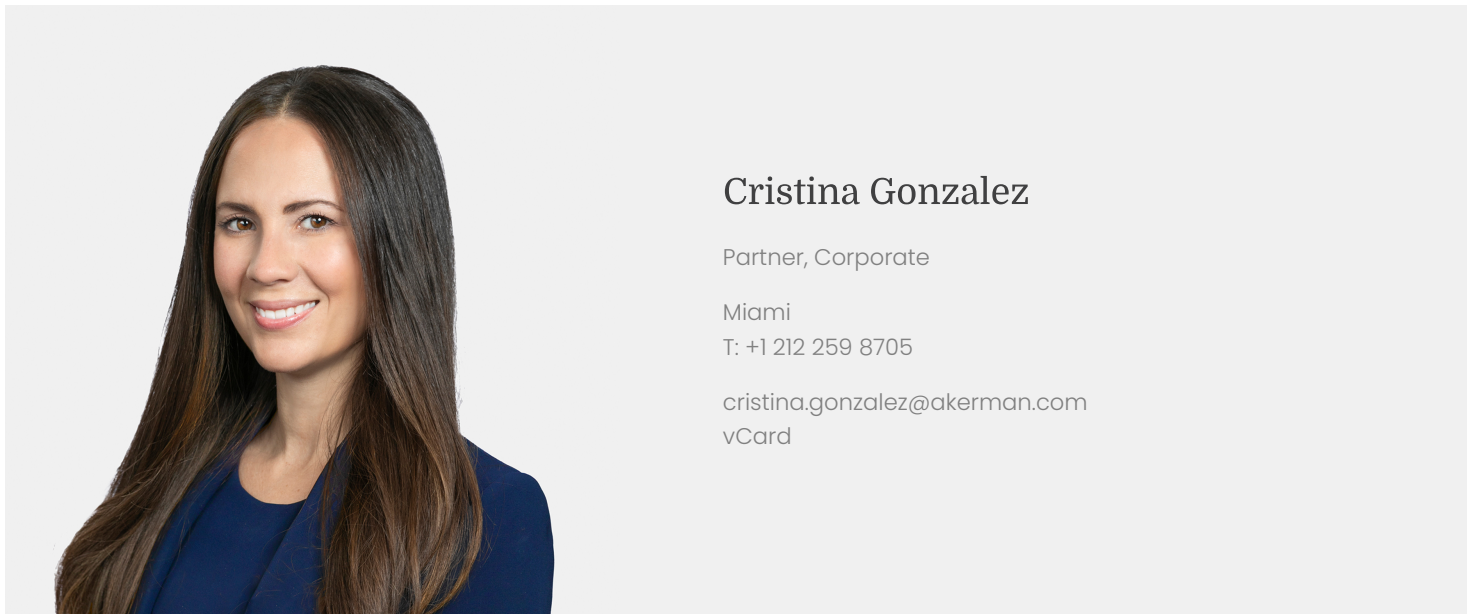 Cristina Gonzalez
Partner, Corporate
Miami
T: +1 212 259 8705
cristina.gonzalez@akerman.com
vCard